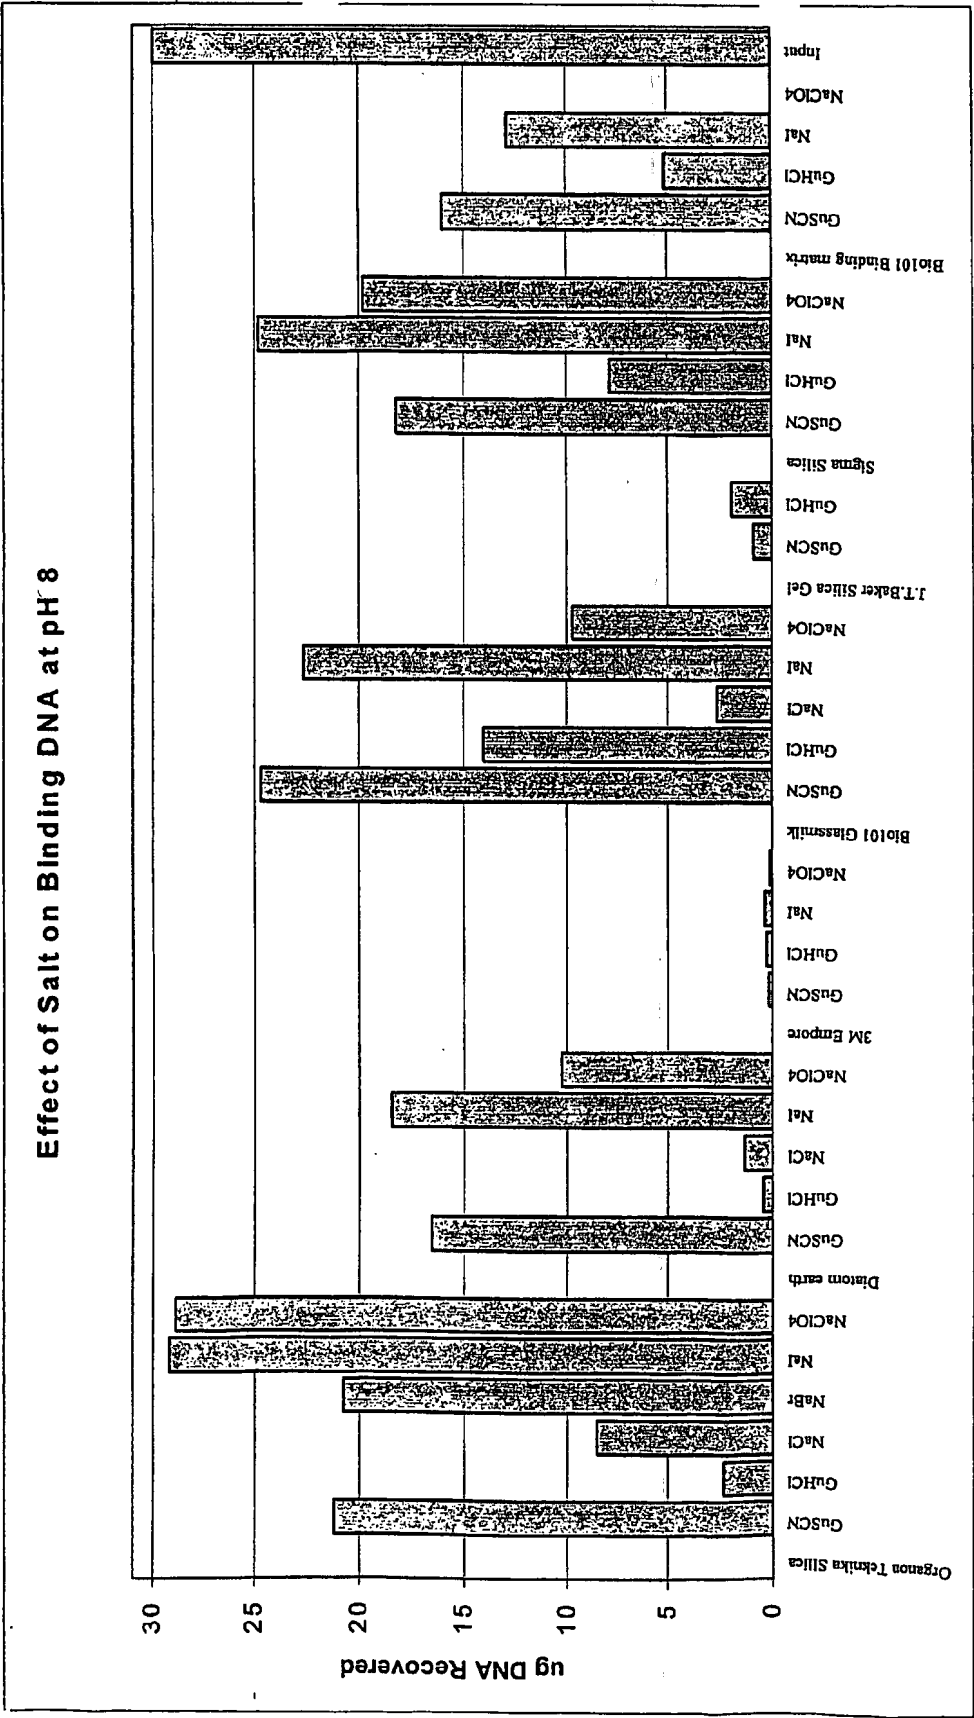 Effect of Salt on Binding DNA at pH 8
ug DNA Recovered
30
25
20
15
10
5
0
Organon Teknika Silica
GuSCN
GuHCl
NaCl
NaBr
NaI
NaClO4
Diatom earth
GuSCN
GuHCl
NaCl
NaI
NaClO4
3M Empore
GuSCN
GuHCl
NaI
NaClO4
Bio101 Glassmilk
GuSCN
GuHCl
NaCl
NaI
NaClO4
J.T.Baker Silica Gel
GuSCN
GuHCl
Sigma Silica
GuSCN
GuHCl
NaI
NaClO4
Bio101 Binding matrix
GuSCN
GuHCl
NaI
NaClO4
Input